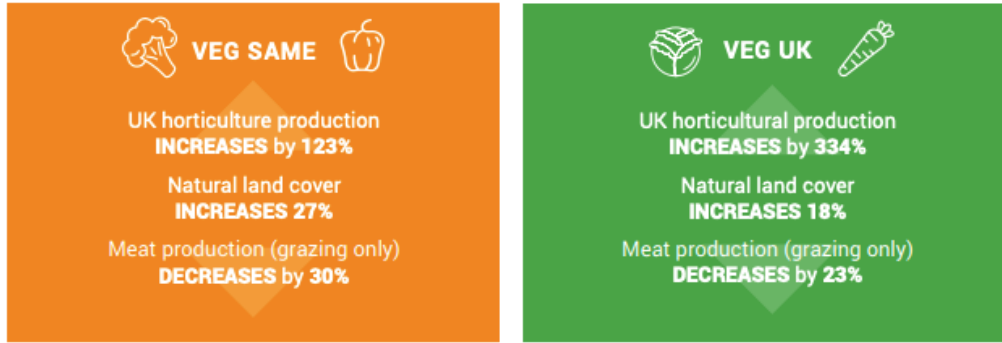 VEG SAME
UK horticulture production
INCREASES by 123%
Natural land cover
INCREASES 27%
Meat production (grazing only)
DECREASES by 30%
VEG UK
UK horticultural production
INCREASES by 334%
Natural land cover
INCREASES 18%
Meat production (grazing only)
DECREASES by 23%